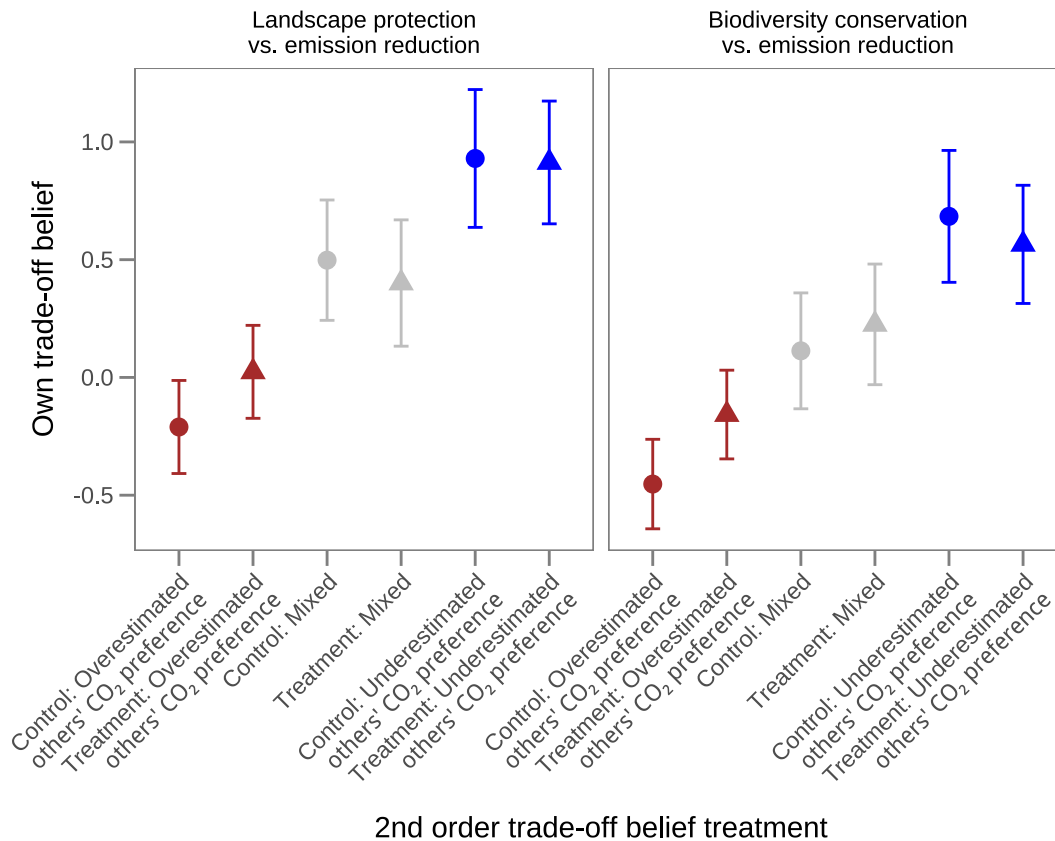 Landscape protection
vs. emission reduction
Biodiversity conservation
vs. emission reduction
Own trade-off belief
1.0
0.5
0.0
-0.5
Control: Overestimated
others' CO₂ preference
Treatment: Overestimated
others' CO₂ preference
Control: Mixed
Treatment: Mixed
Control: Underestimated
others' CO₂ preference
Treatment: Underestimated
others' CO₂ preference
Control: Overestimated
others' CO₂ preference
Treatment: Overestimated
others' CO₂ preference
Control: Mixed
Treatment: Mixed
Control: Underestimated
others' CO₂ preference
Treatment: Underestimated
others' CO₂ preference
2nd order trade-off belief treatment